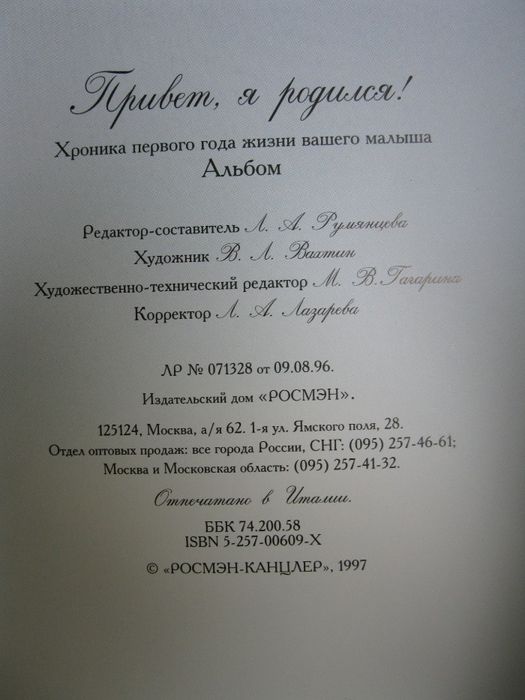 Привет, я родился!
Хроника первого года жизни вашего малыша
Альбом
Редактор-составитель Л. А. Румянцева
Художник В. Л. Вахтин
Художественно-технический редактор М. В. Гагарина
Корректор Л. А. Лазарева
ЛР № 071328 от 09.08.96.
Издательский дом «РОСМЭН».
125124, Москва, а/я 62. 1-я ул. Ямского поля, 28.
Отдел оптовых продаж: все города России, СНГ: (095) 257-46-61;
Москва и Московская область: (095) 257-41-32.
Отпечатано в Италии.
ББК 74.200.58
ISBN 5-257-00609-X
© «РОСМЭН-КАНЦЛЕР», 1997